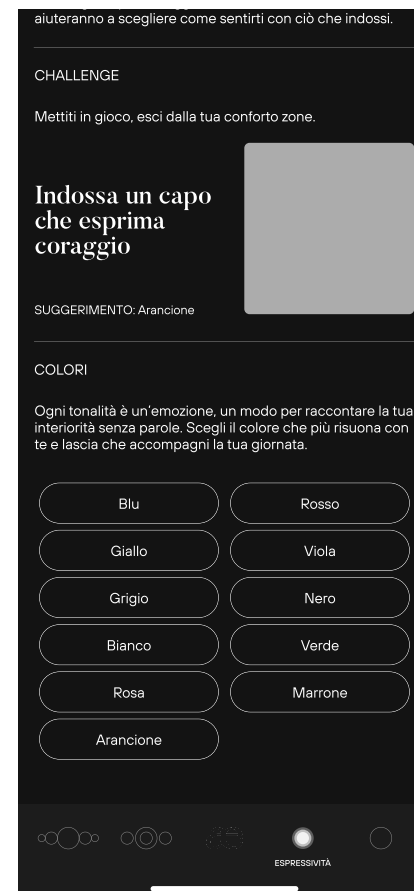 aiuteranno a scegliere come sentirti con ciò che indossi.
CHALLENGE
Mettiti in gioco, esci dalla tua conforto zone.
Indossa un capo
che esprima
coraggio
SUGGERIMENTO: Arancione
COLORI
Ogni tonalità è un'emozione, un modo per raccontare la tua
interiorità senza parole. Scegli il colore che più risuona con
te e lascia che accompagni la tua giornata.
Blu
Rosso
Giallo
Viola
Grigio
Nero
Bianco
Verde
Rosa
Marrone
Arancione
ESPRESSIVITÀ